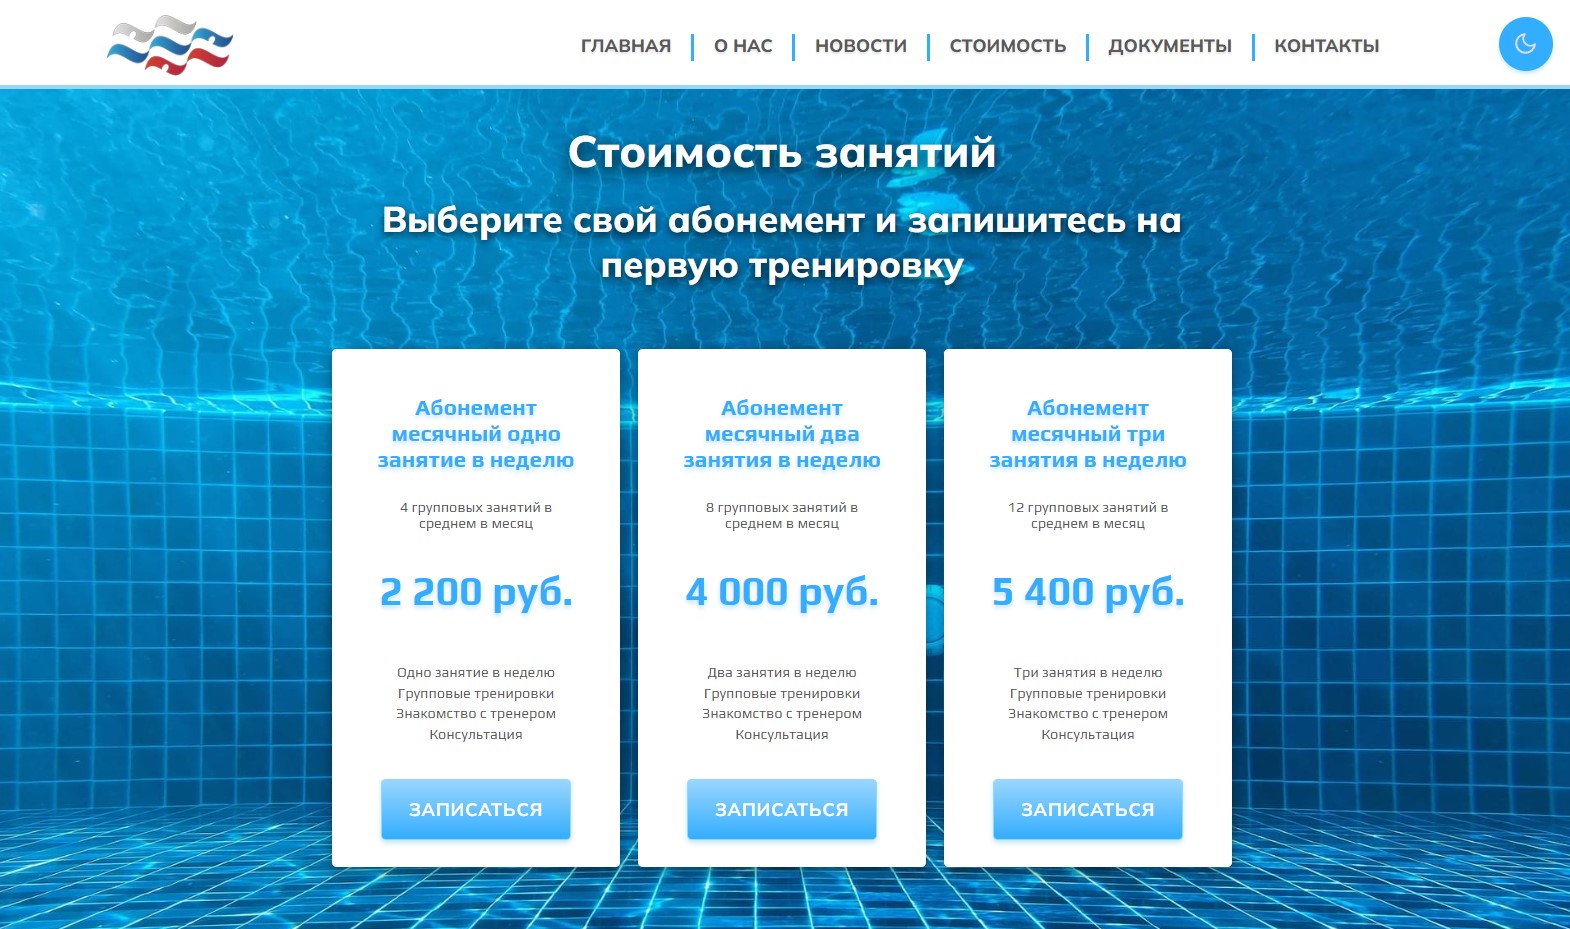 ГЛАВНАЯ О НАС НОВОСТИ СТОИМОСТЬ ДОКУМЕНТЫ КОНТАКТЫ
Стоимость занятий
Выберите свой абонемент и запишитесь на
первую тренировку
Абонемент
месячный одно
занятие в неделю
4 групповых занятий в
среднем в месяц
2 200 руб.
Одно занятие в неделю
Групповые тренировки
Знакомство с тренером
Консультация
ЗАПИСАТЬСЯ
Абонемент
месячный два
занятия в неделю
8 групповых занятий в
среднем в месяц
4 000 руб.
Два занятия в неделю
Групповые тренировки
Знакомство с тренером
Консультация
ЗАПИСАТЬСЯ
Абонемент
месячный три
занятия в неделю
12 групповых занятий в
среднем в месяц
5 400 руб.
Три занятия в неделю
Групповые тренировки
Знакомство с тренером
Консультация
ЗАПИСАТЬСЯ